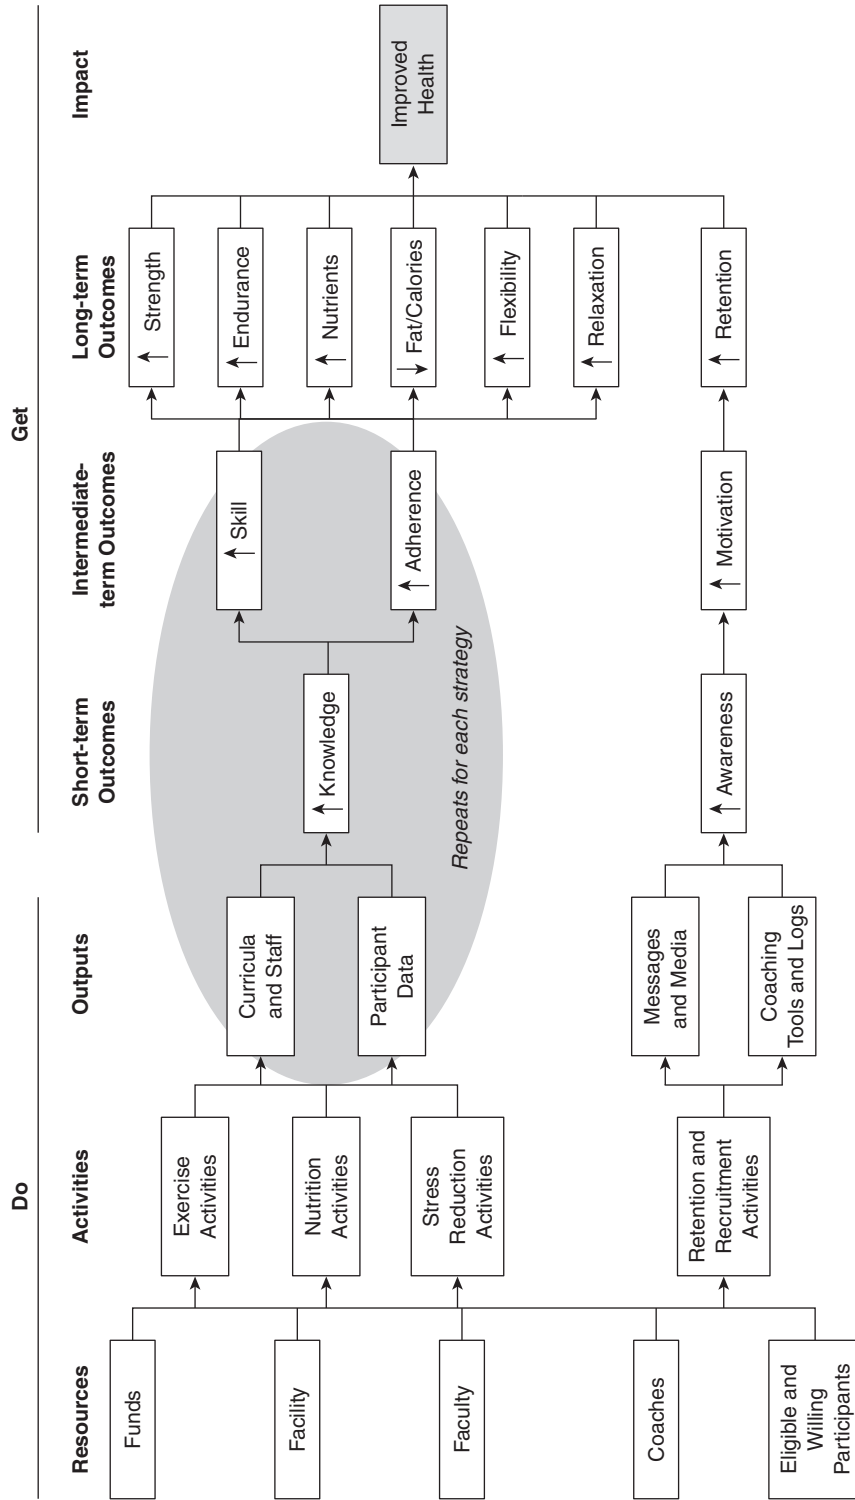 Do
Get
Resources
Activities
Outputs
Short-term
Outcomes
Intermediate-
term Outcomes
Long-term
Outcomes
Impact
Funds
Facility
Faculty
Coaches
Eligible and
Willing
Participants
Exercise
Activities
Nutrition
Activities
Stress
Reduction
Activities
Retention and
Recruitment
Activities
Curricula
and Staff
Participant
Data
Messages
and Media
Coaching
Tools and Logs
Knowledge
Repeats for each strategy
Awareness
Skill
Adherence
Motivation
Strength
Endurance
Nutrients
Fat/Calories
Flexibility
Relaxation
Retention
Improved
Health